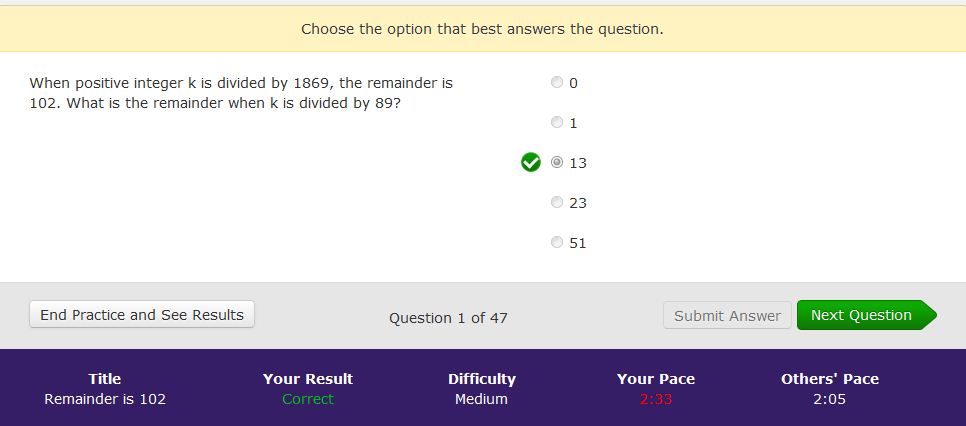 Choose the option that best answers the question.
When positive integer k is divided by 1869, the remainder is
102. What is the remainder when k is divided by 89?
0
1
13
23
51
End Practice and See Results
Question 1 of 47
Submit Answer
Next Question
Title
Your Result
Difficulty
Your Pace
Others' Pace
Remainder is 102
Correct
Medium
2:33
2:05